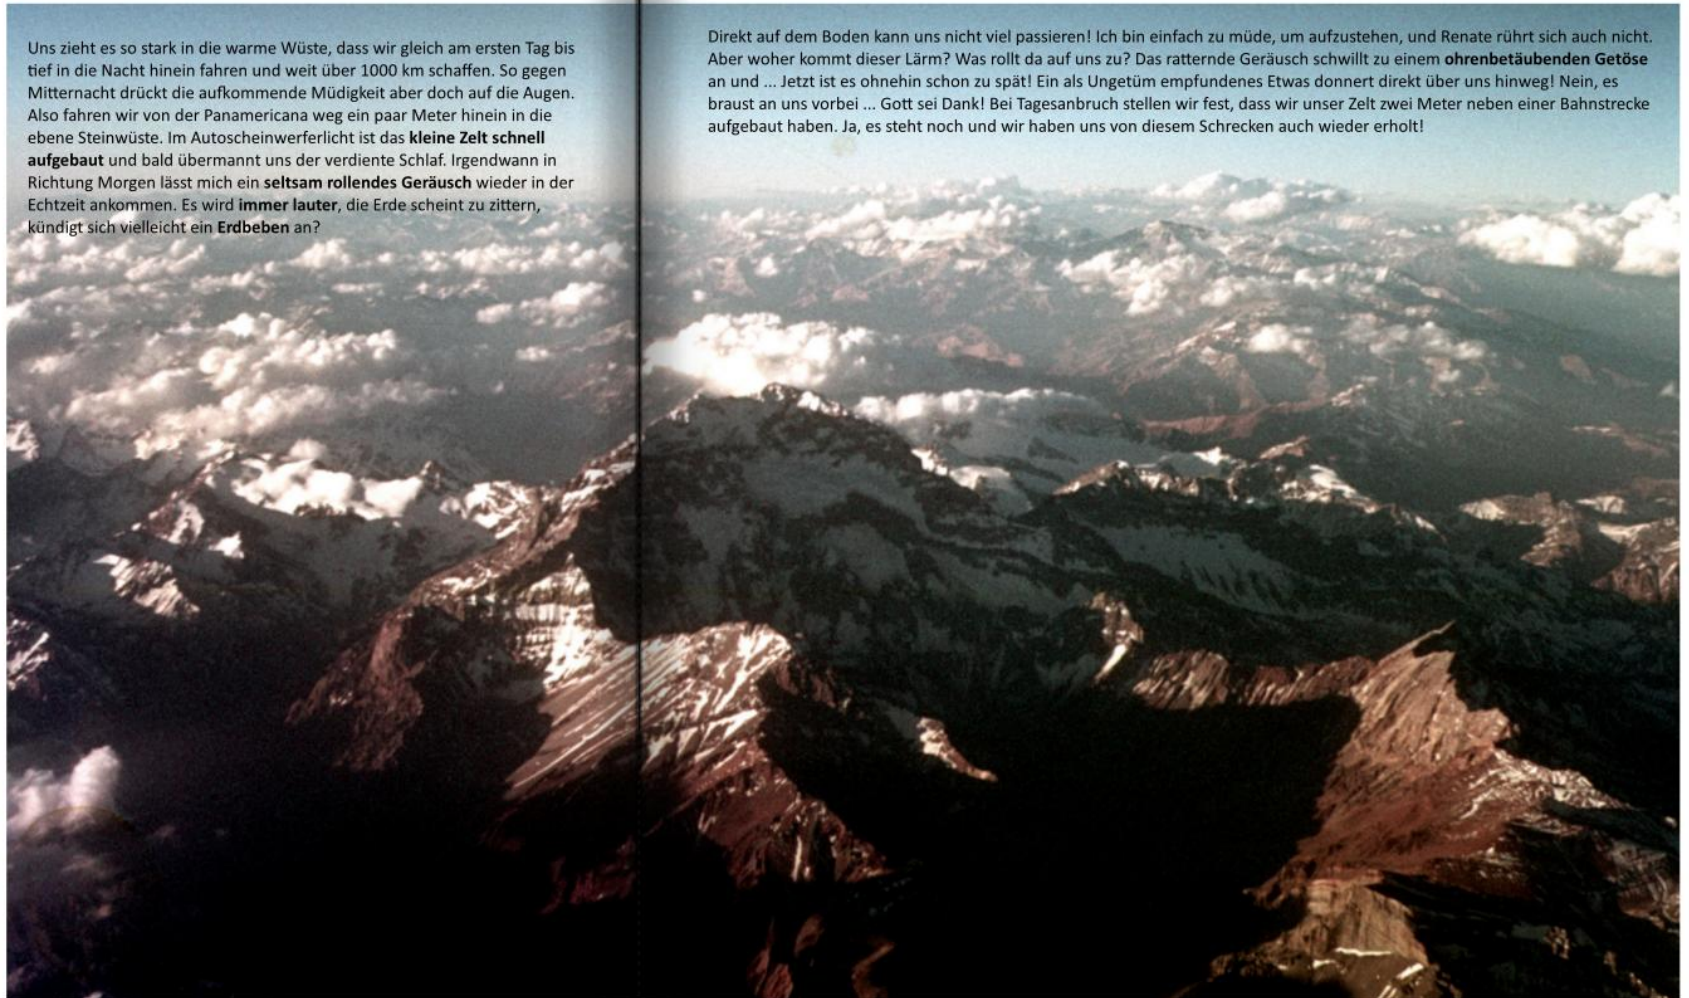 Uns zieht es so stark in die warme Wüste, dass wir gleich am ersten Tag bis
tief in die Nacht hinein fahren und weit über 1000 km schaffen. So gegen
Mitternacht drückt die aufkommende Müdigkeit aber doch auf die Augen.
Also fahren wir von der Panamericana weg ein paar Meter hinein in die
ebene Steinwüste. Im Autoscheinwerferlicht ist das kleine Zelt schnell
aufgebaut und bald übermannt uns der verdiente Schlaf. Irgendwann in
Richtung Morgen lässt mich ein seltsam rollendes Geräusch wieder in der
Echtzeit ankommen. Es wird immer lauter, die Erde scheint zu zittern,
kündigt sich vielleicht ein Erdbeben an?
Direkt auf dem Boden kann uns nicht viel passieren! Ich bin einfach zu müde, um aufzustehen, und Renate rührt sich auch nicht.
Aber woher kommt dieser Lärm? Was rollt da auf uns zu? Das ratternde Geräusch schwillt zu einem ohrenbetäubenden Getöse
an und ... Jetzt ist es ohnehin schon zu spät! Ein als Ungetüm empfundenes Etwas donnert direkt über uns hinweg! Nein, es
braust an uns vorbei ... Gott sei Dank! Bei Tagesanbruch stellen wir fest, dass wir unser Zelt zwei Meter neben einer Bahnstrecke
aufgebaut haben. Ja, es steht noch und wir haben uns von diesem Schrecken auch wieder erholt!